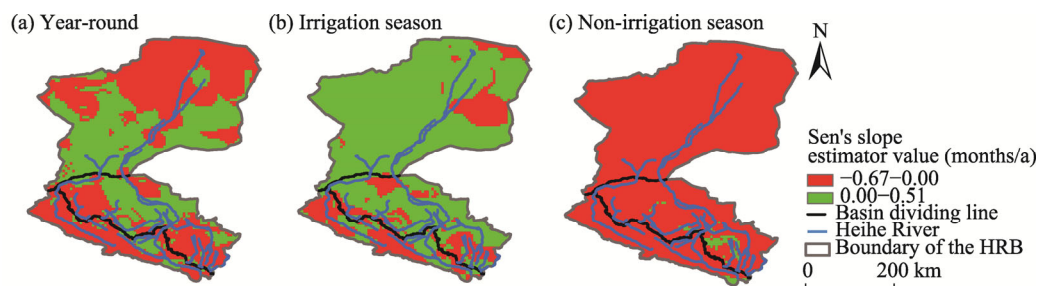 (a) Year-round
(b) Irrigation season
(c) Non-irrigation season
N
Sen's slope
estimator value (months/a)
−0.67−0.00
0.00−0.51
Basin dividing line
Heihe River
Boundary of the HRB
0 200 km